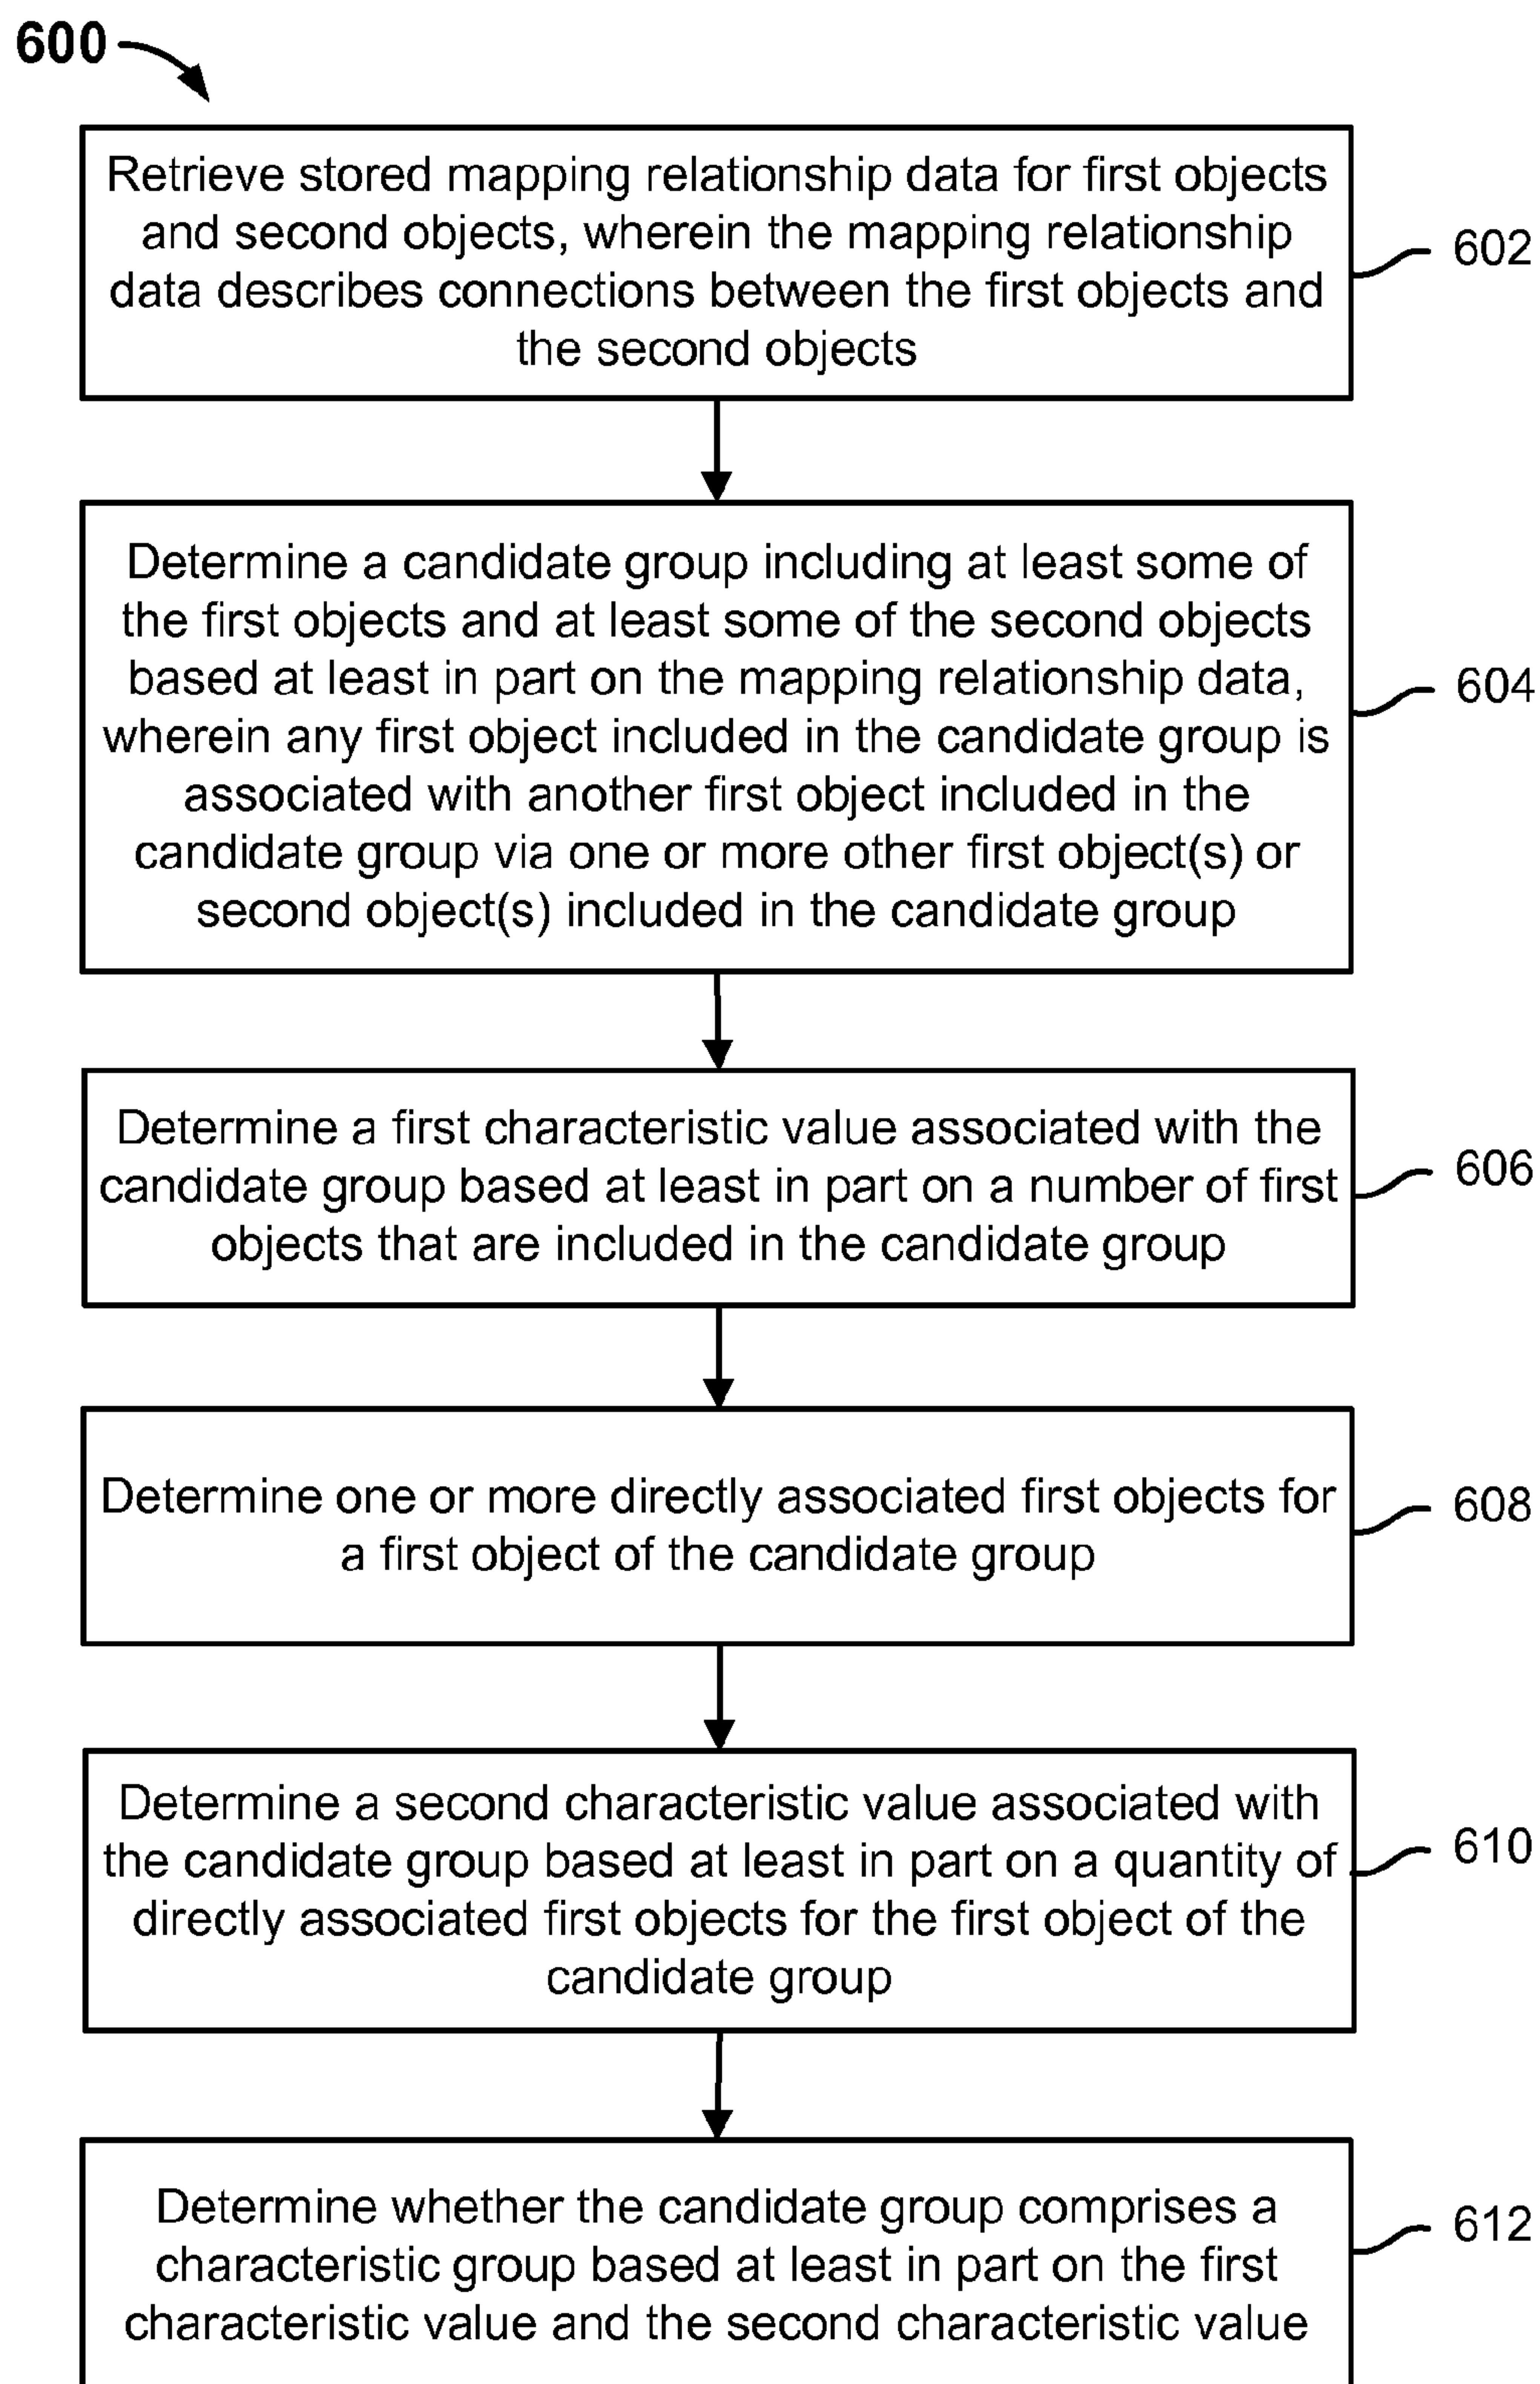 600
Retrieve stored mapping relationship data for first objects
and second objects, wherein the mapping relationship
data describes connections between the first objects and
the second objects
602
Determine a candidate group including at least some of
the first objects and at least some of the second objects
based at least in part on the mapping relationship data,
wherein any first object included in the candidate group is
associated with another first object included in the
candidate group via one or more other first object(s) or
second object(s) included in the candidate group
604
Determine a first characteristic value associated with the
candidate group based at least in part on a number of first
objects that are included in the candidate group
606
Determine one or more directly associated first objects for
a first object of the candidate group
608
Determine a second characteristic value associated with
the candidate group based at least in part on a quantity of
directly associated first objects for the first object of the
candidate group
610
Determine whether the candidate group comprises a
characteristic group based at least in part on the first
characteristic value and the second characteristic value
612